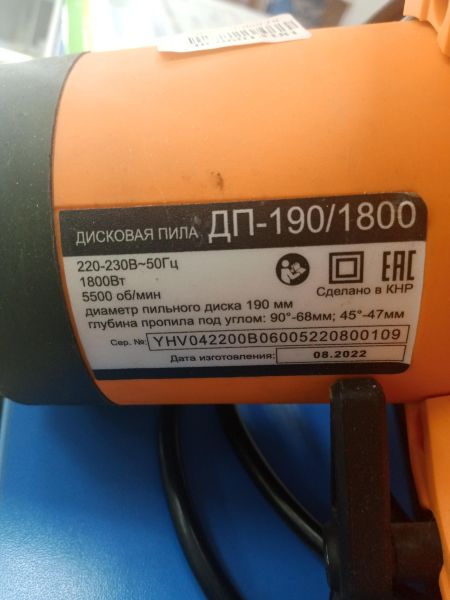 ДИСКОВАЯ ПИЛА ДП-190/1800
220-230В~50Гц
1800Вт
5500 об/мин
диаметр пильного диска 190 мм
глубина пропила под углом: 90°-68мм; 45°-47мм
EAC
Сделано в КНР
Сер. №: YHV042200B06005220800109
Дата изготовления: 08.2022